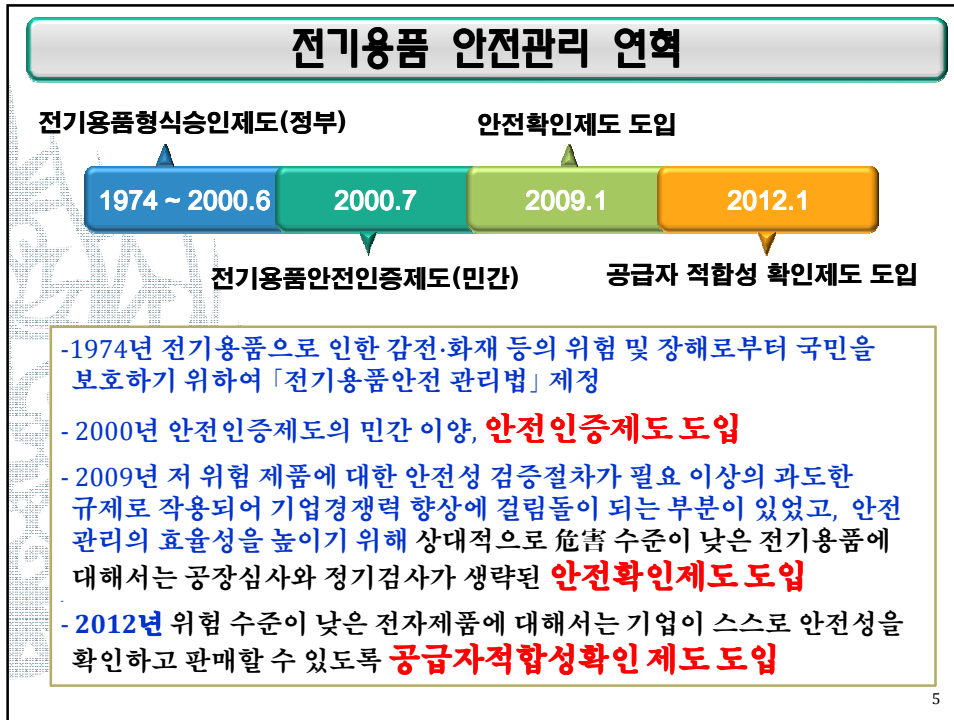 전기용품 안전관리 연혁
전기용품형식승인제도(정부)
안전확인제도 도입
1974 ~ 2000.6
2000.7
2009.1
2012.1
전기용품안전인증제도(민간)
공급자 적합성 확인제도 도입
-1974년 전기용품으로 인한 감전·화재 등의 위험 및 장해로부터 국민을
보호하기 위하여 「전기용품안전 관리법」 제정
- 2000년 안전인증제도의 민간 이양, 안전인증제도 도입
- 2009년 저 위험 제품에 대한 안전성 검증절차가 필요 이상의 과도한
규제로 작용되어 기업경쟁력 향상에 걸림돌이 되는 부분이 있었고, 안전
관리의 효율성을 높이기 위해 상대적으로 危害 수준이 낮은 전기용품에
대해서는 공장심사와 정기검사가 생략된 안전확인제도 도입
- 2012년 위험 수준이 낮은 전자제품에 대해서는 기업이 스스로 안전성을
확인하고 판매할 수 있도록 공급자적합성확인 제도 도입
5